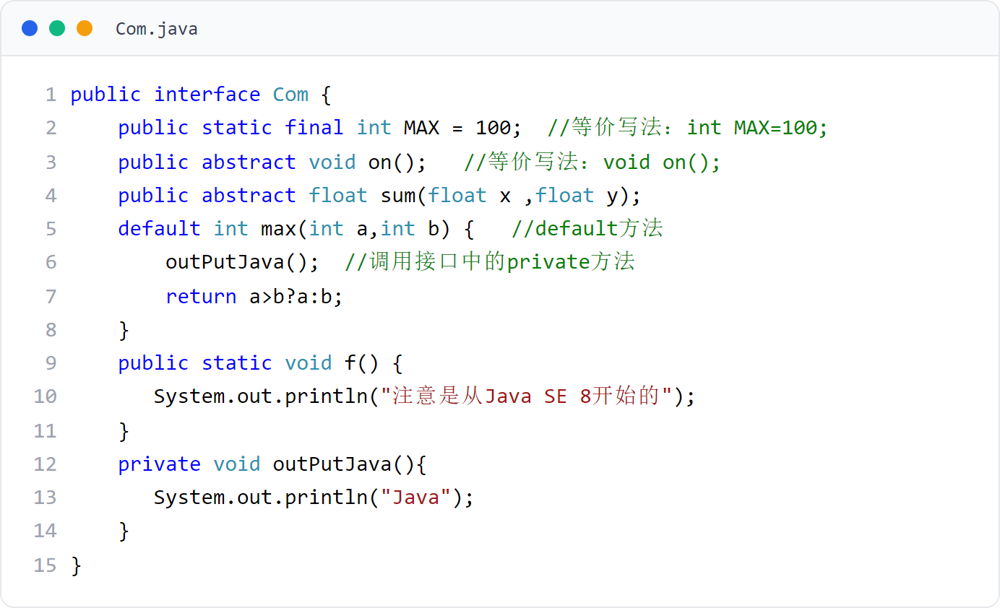 Com.java
1 public interface Com {
2     public static final int MAX = 100;  //等价写法：int MAX=100;
3     public abstract void on();   //等价写法：void on();
4     public abstract float sum(float x ,float y);
5     default int max(int a,int b) {   //default方法
6         outPutJava();  //调用接口中的private方法
7         return a>b?a:b;
8     }
9     public static void f() {
10        System.out.println("注意是从Java SE 8开始的");
11     }
12     private void outPutJava(){
13        System.out.println("Java");
14     }
15 }